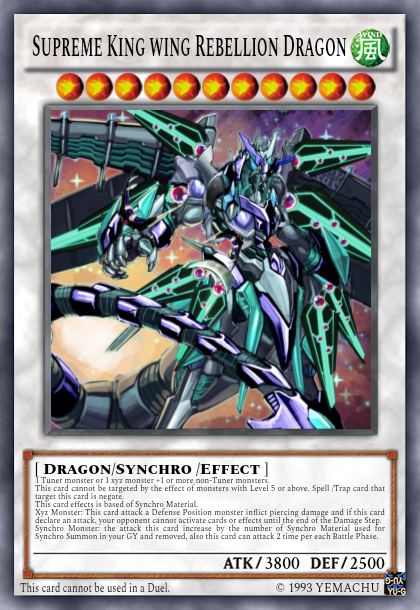 SUPREME KING WING REBELLION DRAGON
WIND
風
[ DRAGON/SYNCHRO /EFFECT ]
1 Tuner monster or 1 xyz monster +1 or more non-Tuner monsters.
This card cannot be targeted by the effect of monsters with Level 5 or above. Spell /Trap card that
target this card is negate.
This card effects is based of Synchro Material.
Xyz Monster: This card attack a Defense Position monster inflict piercing damage and if this card
declare an attack, your opponent cannot activate cards or effects until the end of the Damage Step.
Synchro Monster: the attack this card increase by the number of Synchro Material used for
Synchro Summon in your GY and removed, also this card can attack 2 time per each Battle Phase.
ATK/3800 DEF/2500
This card cannot be used in a Duel.
© 1993 YEMACHU